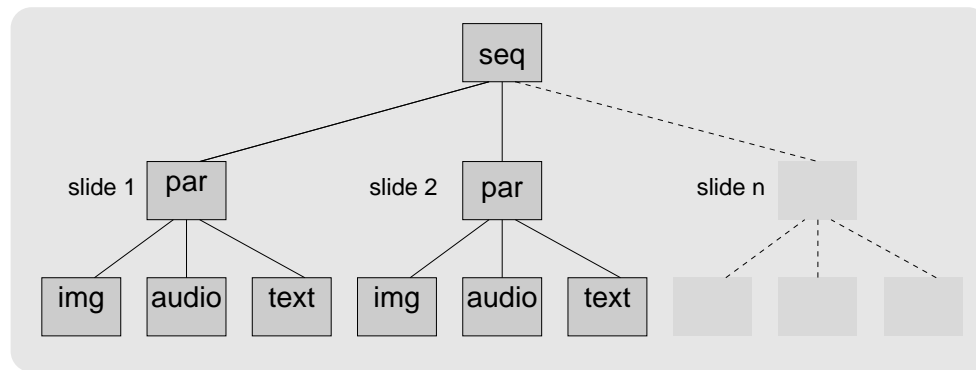 seq
slide 1
par
slide 2
par
slide n
img
audio
text
img
audio
text